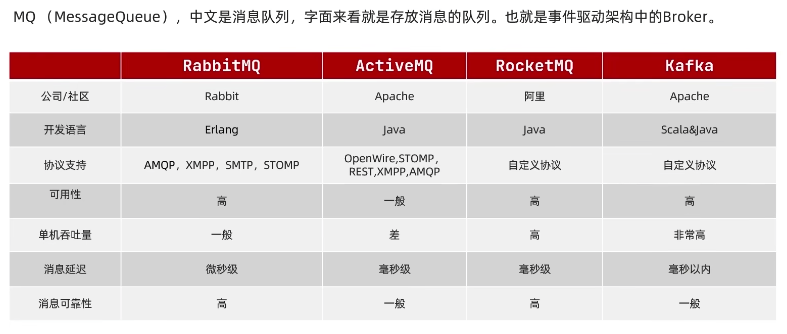 MQ （MessageQueue），中文是消息队列，字面来看就是存放消息的队列。也就是事件驱动架构中的Broker。
RabbitMQ ActiveMQ RocketMQ Kafka
公司/社区 Rabbit Apache 阿里 Apache
开发语言 Erlang Java Java Scala&Java
协议支持 AMQP，XMPP，SMTP，STOMP OpenWire,STOMP，
REST,XMPP,AMQP 自定义协议 自定义协议
可用性 高 一般 高 高
单机吞吐量 一般 差 高 非常高
消息延迟 微秒级 毫秒级 毫秒级 毫秒以内
消息可靠性 高 一般 高 一般